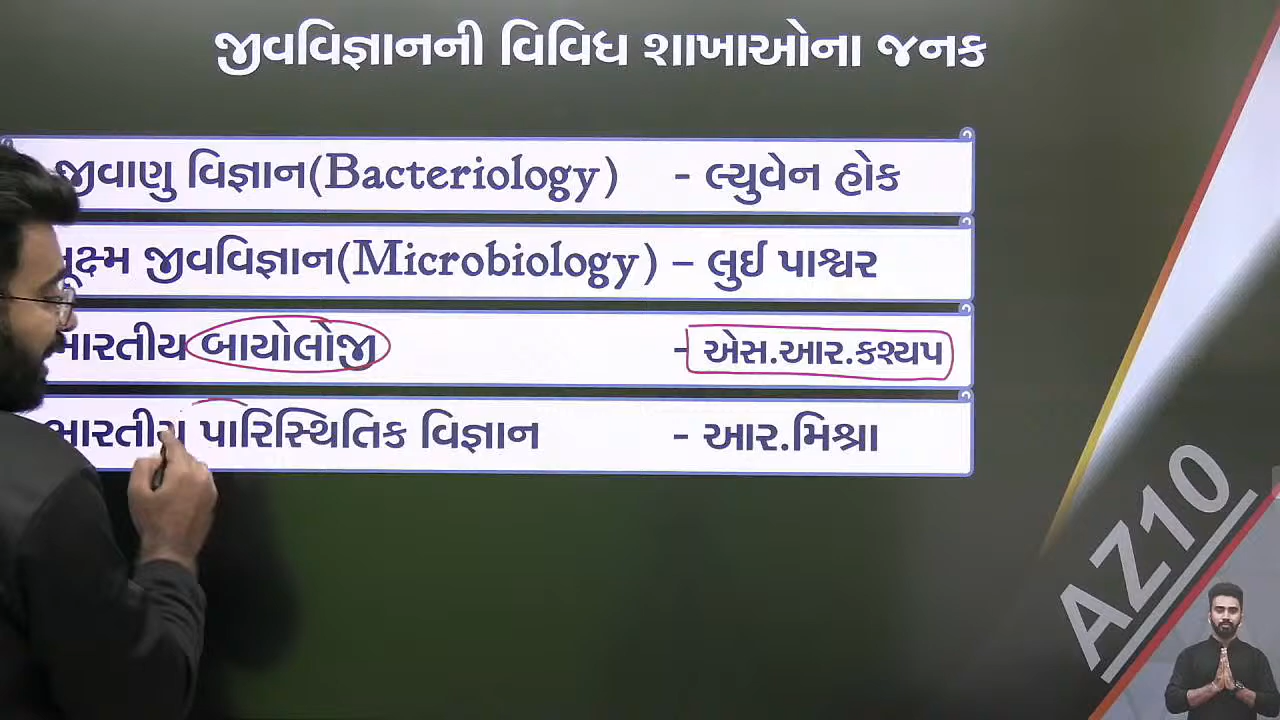 જીવવિજ્ઞાનની વિવિધ શાખાઓના જનક
જીવાણુ વિજ્ઞાન(Bacteriology) - લ્યુવેન હોક
જીવવિજ્ઞાન(Microbiology) – લુઈ પાશ્ચર
ભારતીય બાયોલોજી - એસ.આર.કશ્યપ
ભારતીય પારિસ્થિતિક વિજ્ઞાન - આર.મિશ્રા
AZ10